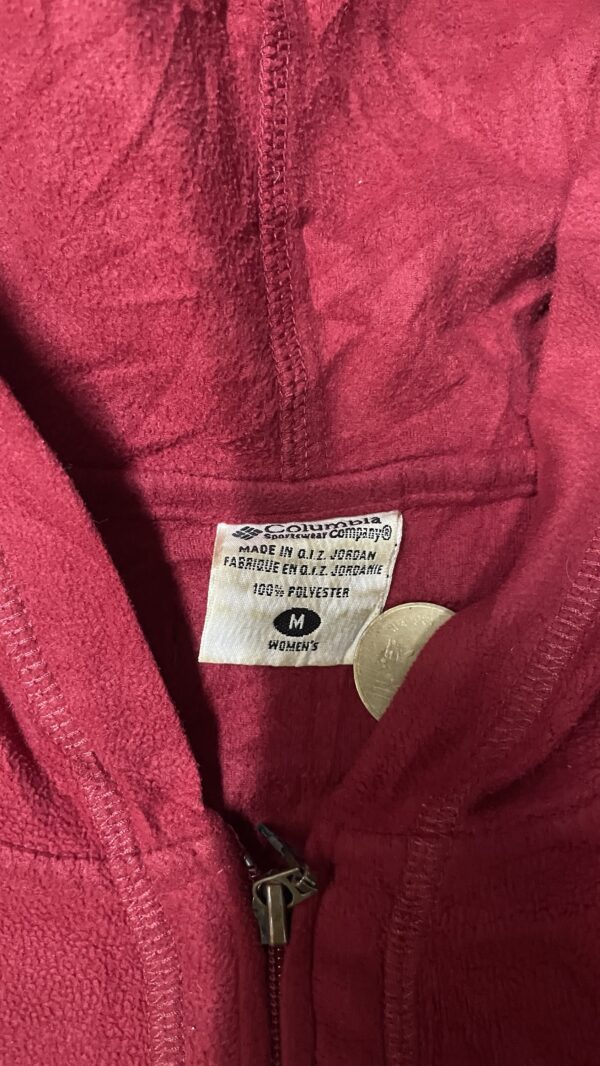 Columbia
Sportswear Company®
MADE IN Q.I.Z. JORDAN
FABRIQUE EN Q.I.Z. JORDANIE
100% POLYESTER
M
WOMEN'S